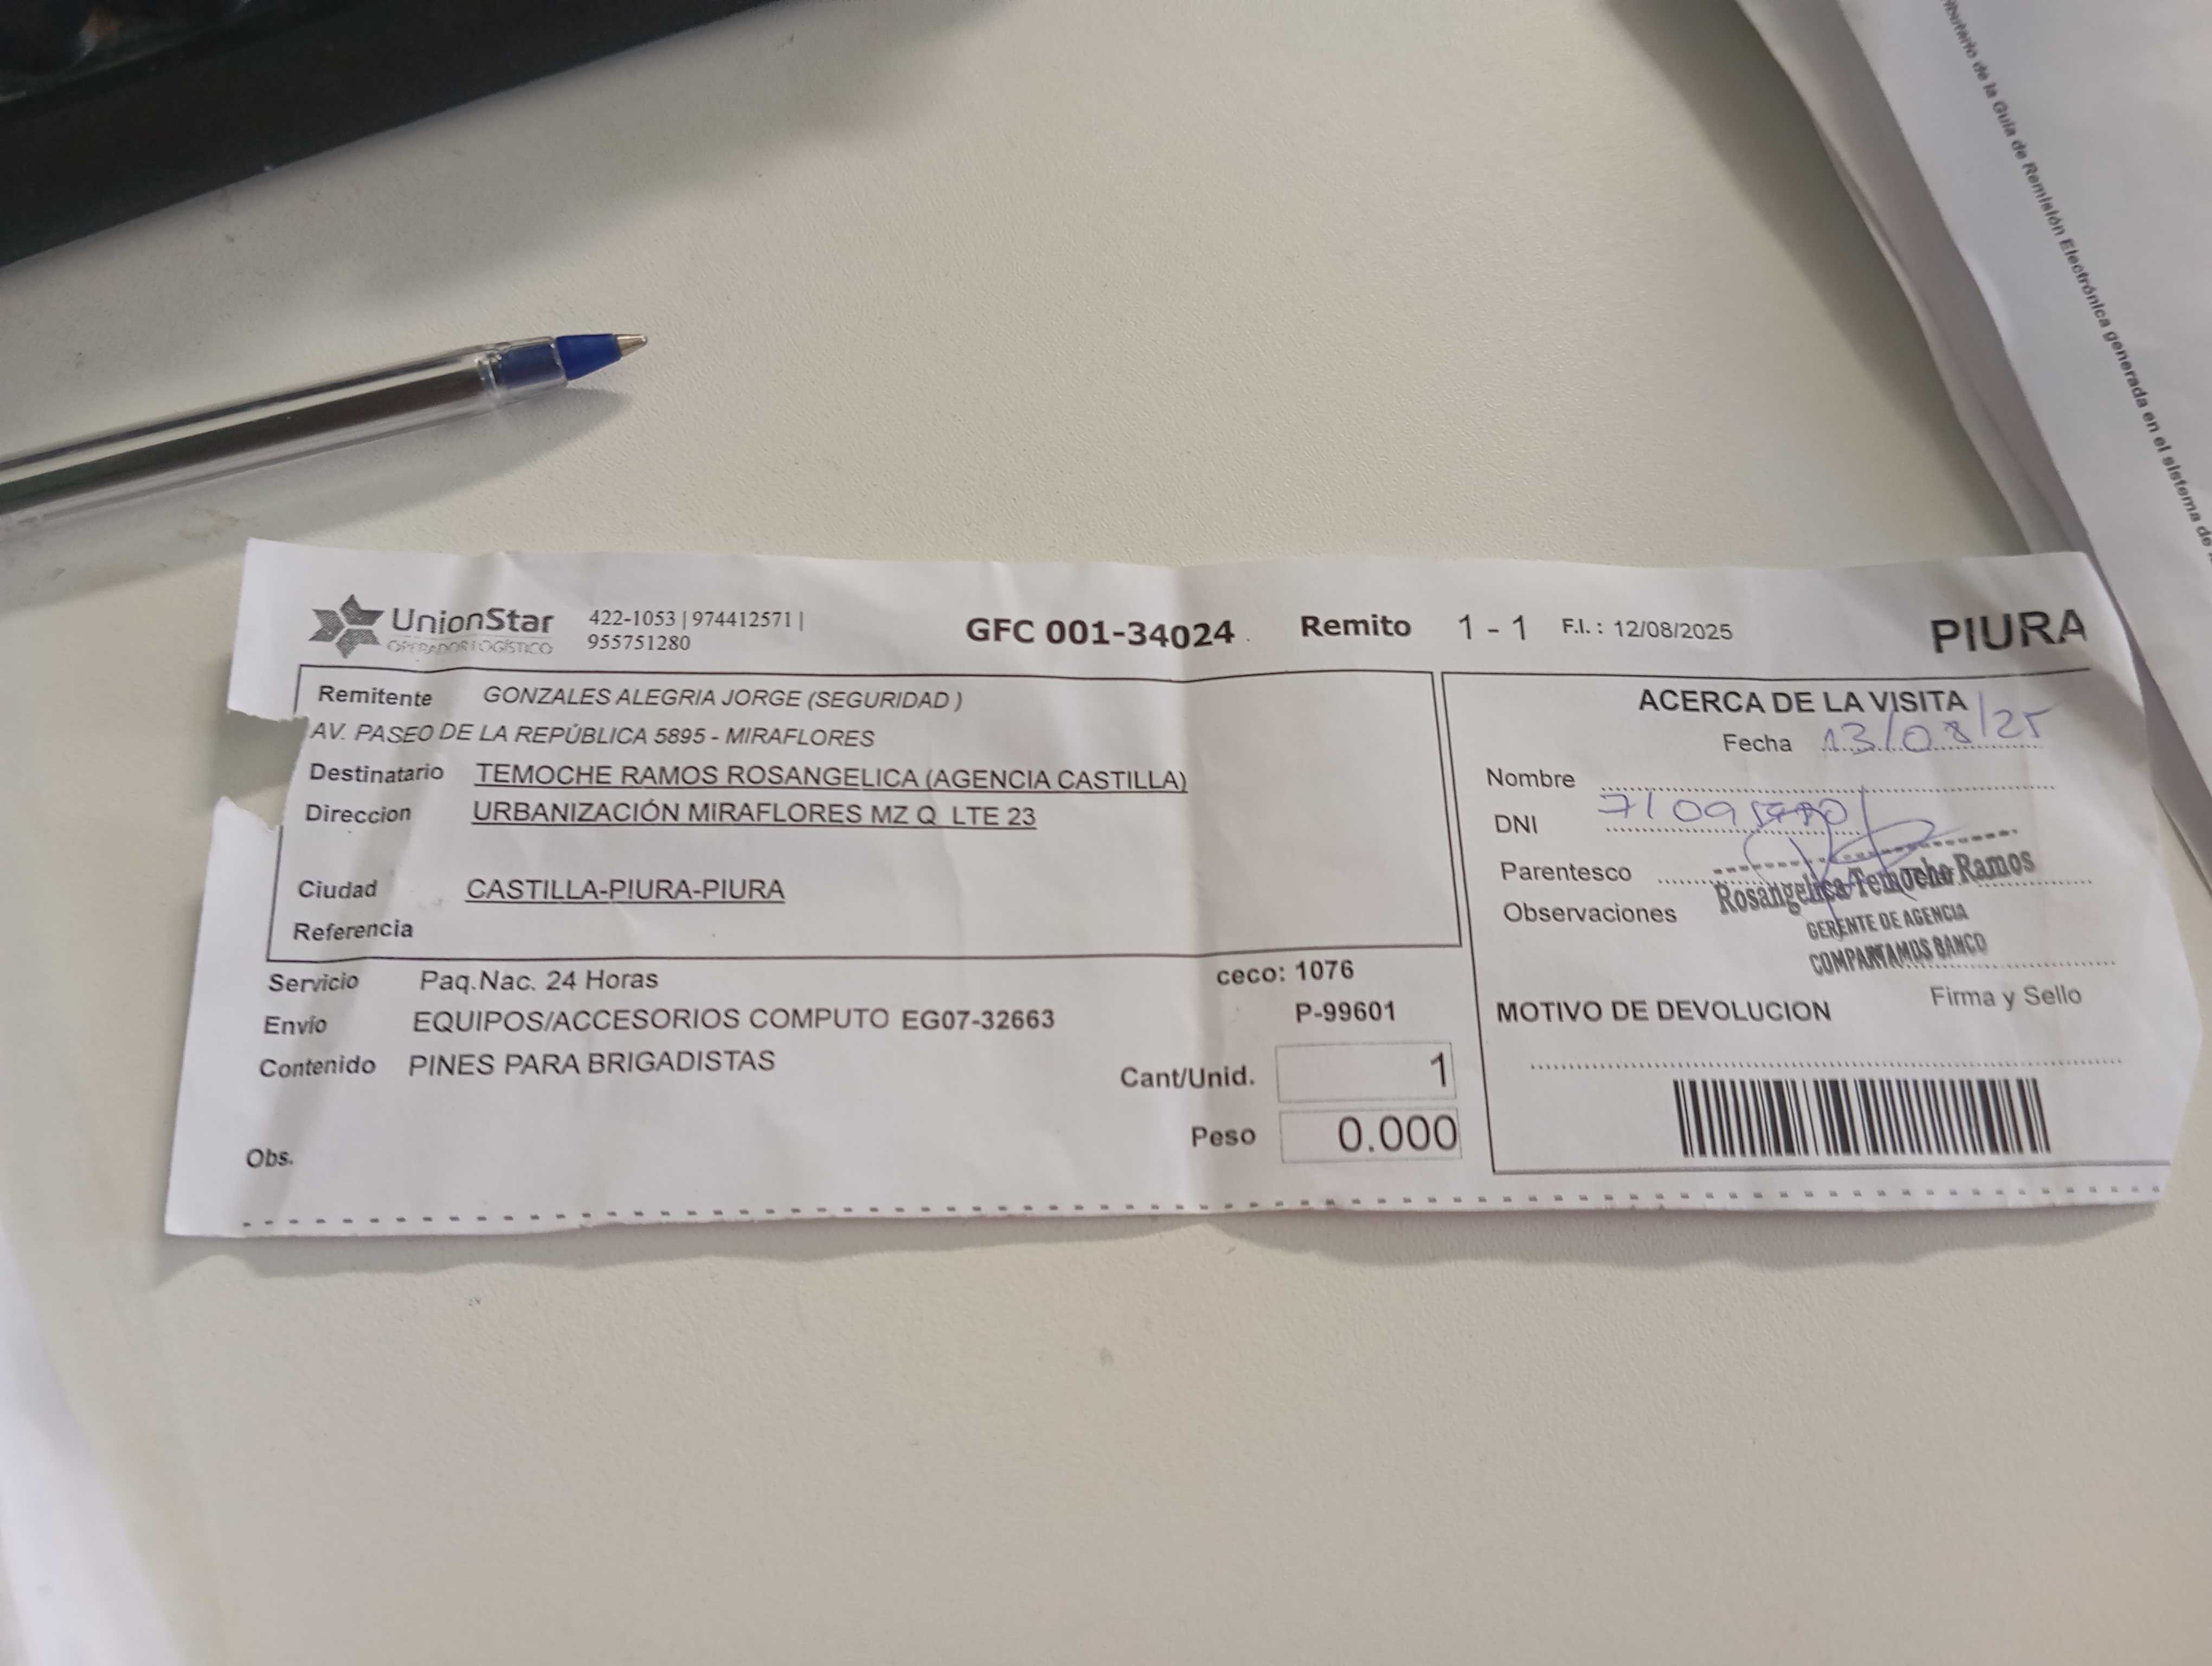 UnionStar
OPERADOR LOGÍSTICO
422-1053 | 974412571 |
955751280
GFC 001-34024
Remito 1 - 1 F.I. : 12/08/2025
PIURA
Remitente GONZALES ALEGRIA JORGE (SEGURIDAD )
AV. PASEO DE LA REPÚBLICA 5895 - MIRAFLORES
Destinatario TEMOCHE RAMOS ROSANGELICA (AGENCIA CASTILLA)
Direccion URBANIZACIÓN MIRAFLORES MZ Q LTE 23
Ciudad CASTILLA-PIURA-PIURA
Referencia
Servicio Paq.Nac. 24 Horas
ceco: 1076
Envío EQUIPOS/ACCESORIOS COMPUTO EG07-32663
P-99601
Contenido PINES PARA BRIGADISTAS
Cant/Unid. 1
Peso 0.000
Obs.
ACERCA DE LA VISITA
Fecha 13/08/25
Nombre
DNI
Parentesco
Rosangelica Temoche Ramos
Observaciones
GERENTE DE AGENCIA
COMPARTAMOS BANCO
Firma y Sello
MOTIVO DE DEVOLUCION
de la Guía de Remisión Electrónica generada en el sistema de